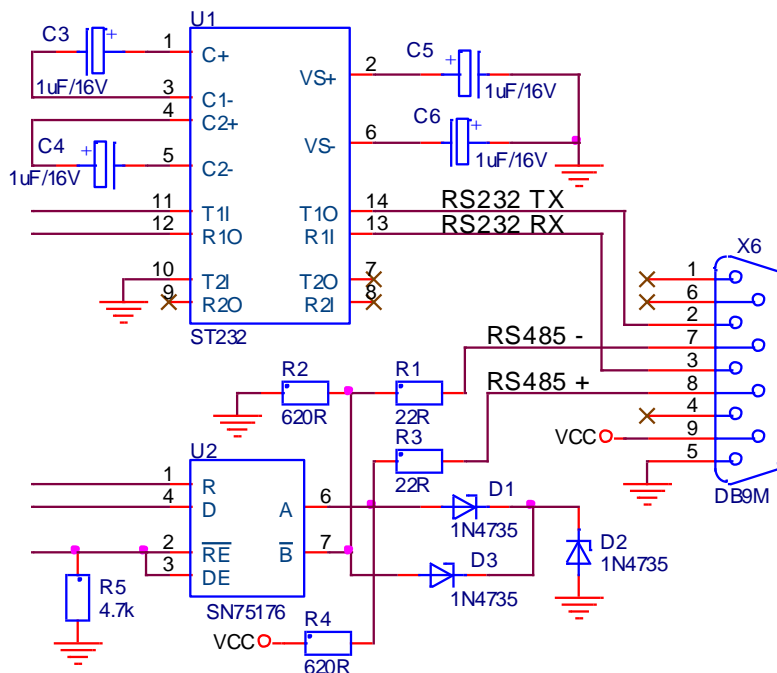 U1
C3
1
C+
1uF/16V
3
C1-
4
C2+
C4
5
C2-
1uF/16V
2
VS+
C5
1uF/16V
6
VS-
C6
1uF/16V
11
T1I
12
R1O
14
T1O
RS232 TX
13
R1I
RS232 RX
10
T2I
9
R2O
7
T2O
8
R2I
ST232
X6
1
6
2
7
3
8
4
9
5
DB9M
RS485 -
RS485 +
VCC
R2
620R
R1
22R
R3
22R
U2
1
R
4
D
2
RE
3
DE
6
A
7
B
SN75176
D1
1N4735
D2
1N4735
D3
1N4735
R5
4.7k
VCC
R4
620R